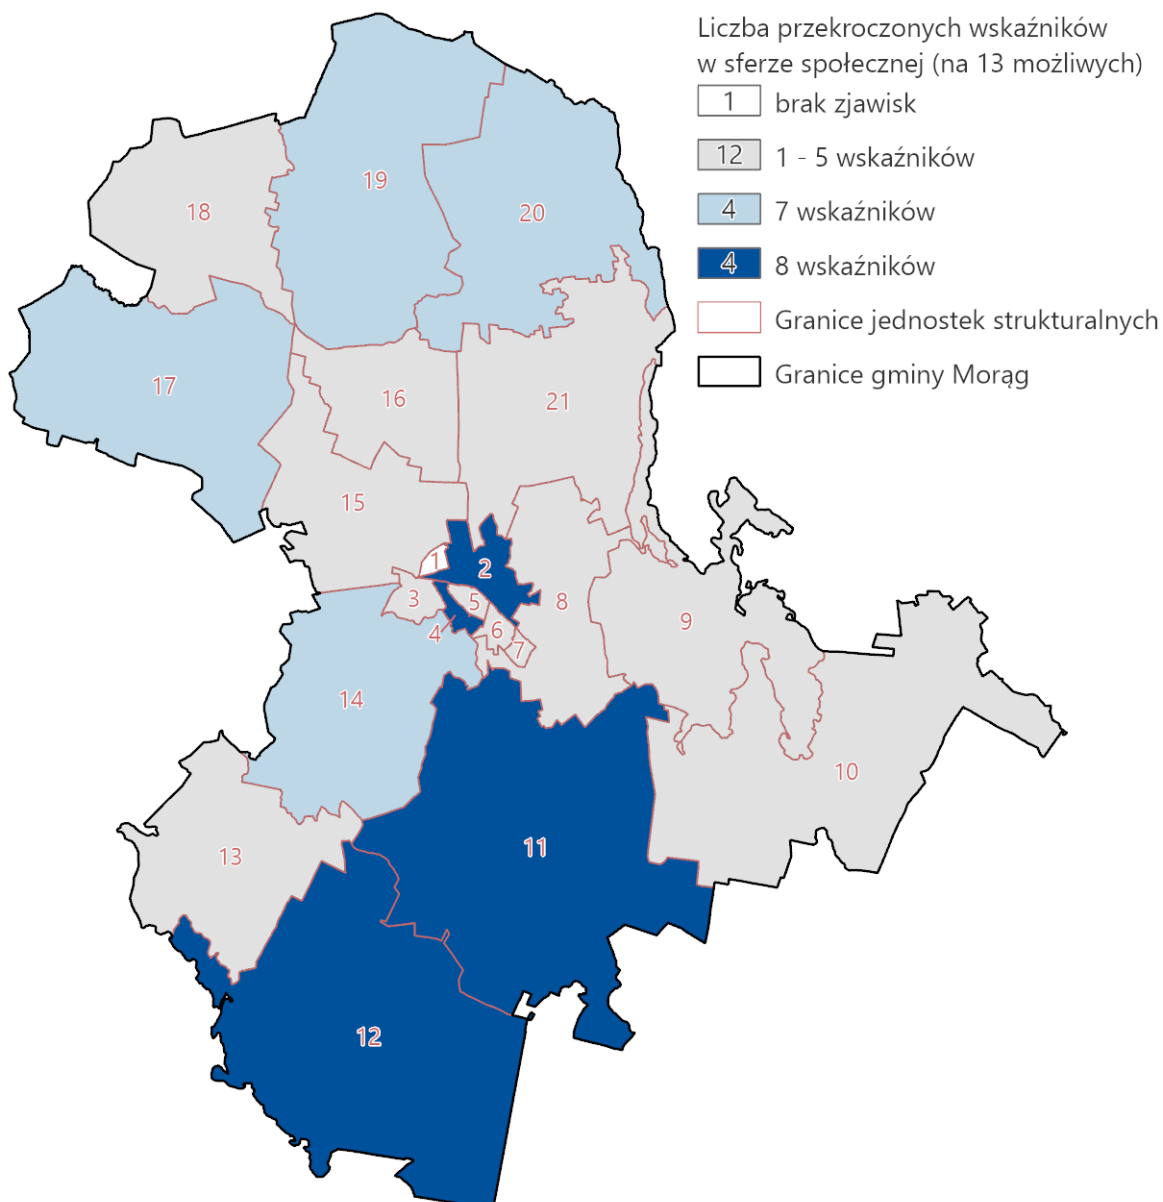 Liczba przekroczonych wskaźników
w sferze społecznej (na 13 możliwych)
1 brak zjawisk
12 1 - 5 wskaźników
4 7 wskaźników
4 8 wskaźników
Granice jednostek strukturalnych
Granice gminy Morąg
19
18
20
17
16
21
15
1
2
3
5
8
4
6
7
9
14
10
11
13
12